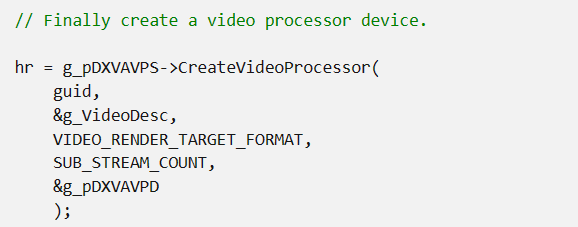 // Finally create a video processor device.
hr = g_pDXVAVPS->CreateVideoProcessor(
guid,
&g_VideoDesc,
VIDEO_RENDER_TARGET_FORMAT,
SUB_STREAM_COUNT,
&g_pDXVAVPD
);